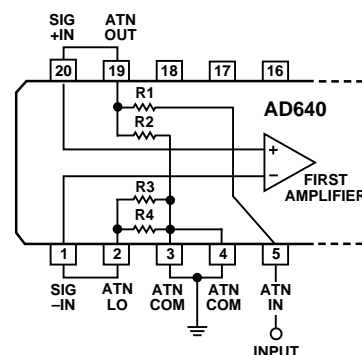 SIG
+IN
ATN
OUT
20
19
18
17
16
R1
R2
AD640
+
–
FIRST
AMPLIFIER
R3
R4
1
2
3
4
5
SIG
–IN
ATN
LO
ATN
COM
ATN
COM
ATN
IN
INPUT